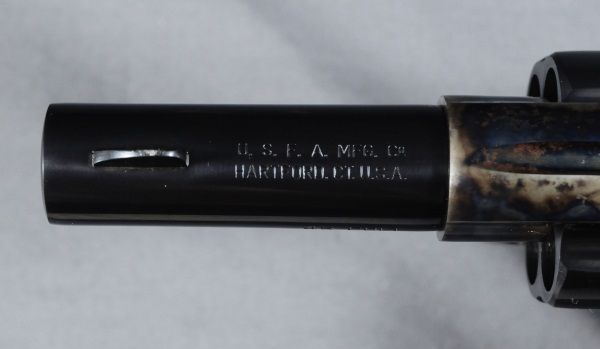 U. S. F. A. MFG. Co
HARTFORD, CT. U.S.A.